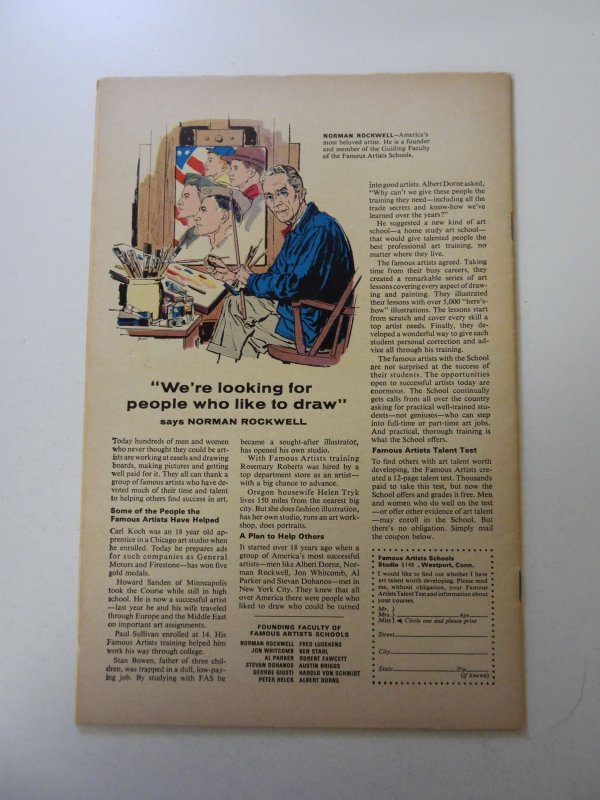 NORMAN ROCKWELL—America's
most beloved artist. He is a founder
and member of the Guiding Faculty
of the Famous Artists Schools.
"We're looking for
people who like to draw"
says NORMAN ROCKWELL
Today hundreds of men and women
who never thought they could be art-
ists are working at easels and drawing
boards, making pictures and getting
well paid for it. They all can thank a
group of famous artists who have de-
voted much of their time and talent
to helping others find success in art.
Some of the People the
Famous Artists Have Helped
Carl Koch was an 18 year old ap-
prentice in a Chicago art studio when
he enrolled. Today he prepares ads
for such companies as General
Motors and Firestone—has won five
gold medals.
Howard Sanden of Minneapolis
took the Course while still in high
school. He is now a successful artist
—last year he and his wife traveled
through Europe and the Middle East
on important art assignments.
Paul Sullivan enrolled at 14. His
Famous Artists training helped him
work his way through college.
Stan Bowen, father of three chil-
dren, was trapped in a dull, low-pay-
ing job. By studying with FAS he
became a sought-after illustrator,
has opened his own studio.
With Famous Artists training
Rosemary Roberts was hired by a
top department store as an artist—
with a big chance to advance.
Oregon housewife Helen Tryk
lives 150 miles from the nearest big
city. But she does fashion illustration,
has her own studio, runs an art work-
shop, does portraits.
A Plan to Help Others
It started over 18 years ago when a
group of America's most successful
artists—men like Albert Dorne, Nor-
man Rockwell, Jon Whitcomb, Al
Parker and Stevan Dohanos—met in
New York City. They knew that all
over America there were people who
liked to draw who could be turned
FOUNDING FACULTY OF
FAMOUS ARTISTS SCHOOLS
NORMAN ROCKWELL FRED LUDEKENS
JON WHITCOMB BEN STAHL
AL PARKER ROBERT FAWCETT
STEVAN DOHANOS AUSTIN BRIGGS
GEORGE GIUSTI HAROLD VON SCHMIDT
PETER HELCK ALBERT DORNE
into good artists. Albert Dorne asked,
"Why can't we give these people the
training they need—including all the
trade secrets and know-how we've
learned over the years?"
He suggested a new kind of art
school—a home study art school—
that would give talented people the
best professional art training, no
matter where they live.
The famous artists agreed. Taking
time from their busy careers, they
created a remarkable series of art
lessons covering every aspect of draw-
ing and painting. They illustrated
their lessons with over 5,000 "here's-
how" illustrations. The lessons start
from scratch and cover every skill a
top artist needs. Finally, they de-
veloped a wonderful way to give each
student personal correction and ad-
vice all through his training.
The famous artists with the School
are not surprised at the success of
their students. The opportunities
open to successful artists today are
enormous. The School continually
gets calls from all over the country
asking for practical well-trained stu-
dents—not geniuses—who can step
into full-time or part-time art jobs.
And practical, thorough training is
what the School offers.
Famous Artists Talent Test
To find others with art talent worth
developing, the Famous Artists cre-
ated a 12-page talent test. Thousands
paid to take this test, but now the
School offers and grades it free. Men
and women who do well on the test
—or offer other evidence of art talent
—may enroll in the School. But
there's no obligation. Simply mail
the coupon below.
Famous Artists Schools
Studio 5149, Westport, Conn.
I would like to find out whether I have
art talent worth developing. Please send
me, without obligation, your Famous
Artists Talent Test and information about
your courses.
Mr.
Mrs. Age
Miss Circle one and please print
Street
City
State Zip
(if known)